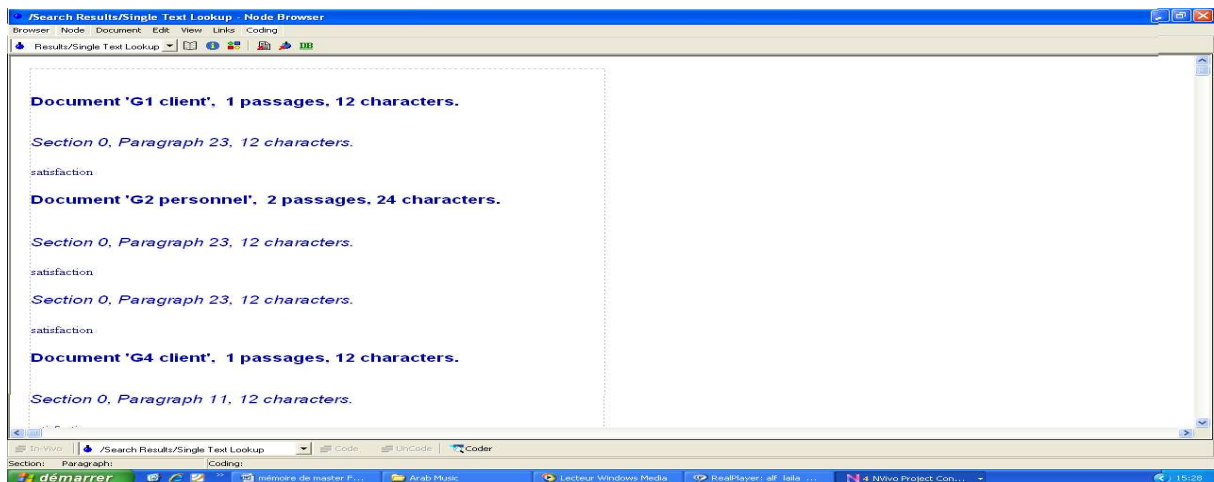 /Search Results/Single Text Lookup - Node Browser
Browser Node Document Edit View Links Coding
Results/Single Text Lookup DB
Document 'G1 client', 1 passages, 12 characters.
Section 0, Paragraph 23, 12 characters.
satisfaction
Document 'G2 personnel', 2 passages, 24 characters.
Section 0, Paragraph 23, 12 characters.
satisfaction
Section 0, Paragraph 23, 12 characters.
satisfaction
Document 'G4 client', 1 passages, 12 characters.
Section 0, Paragraph 11, 12 characters.
In-Vivo /Search Results/Single Text Lookup Code UnCode Coder
Section: Paragraph: Coding:
démarrer mémoire de master F... Arab Music Lecteur Windows Media RealPlayer: alf laila ... 4 NVivo Project Con... 15:28